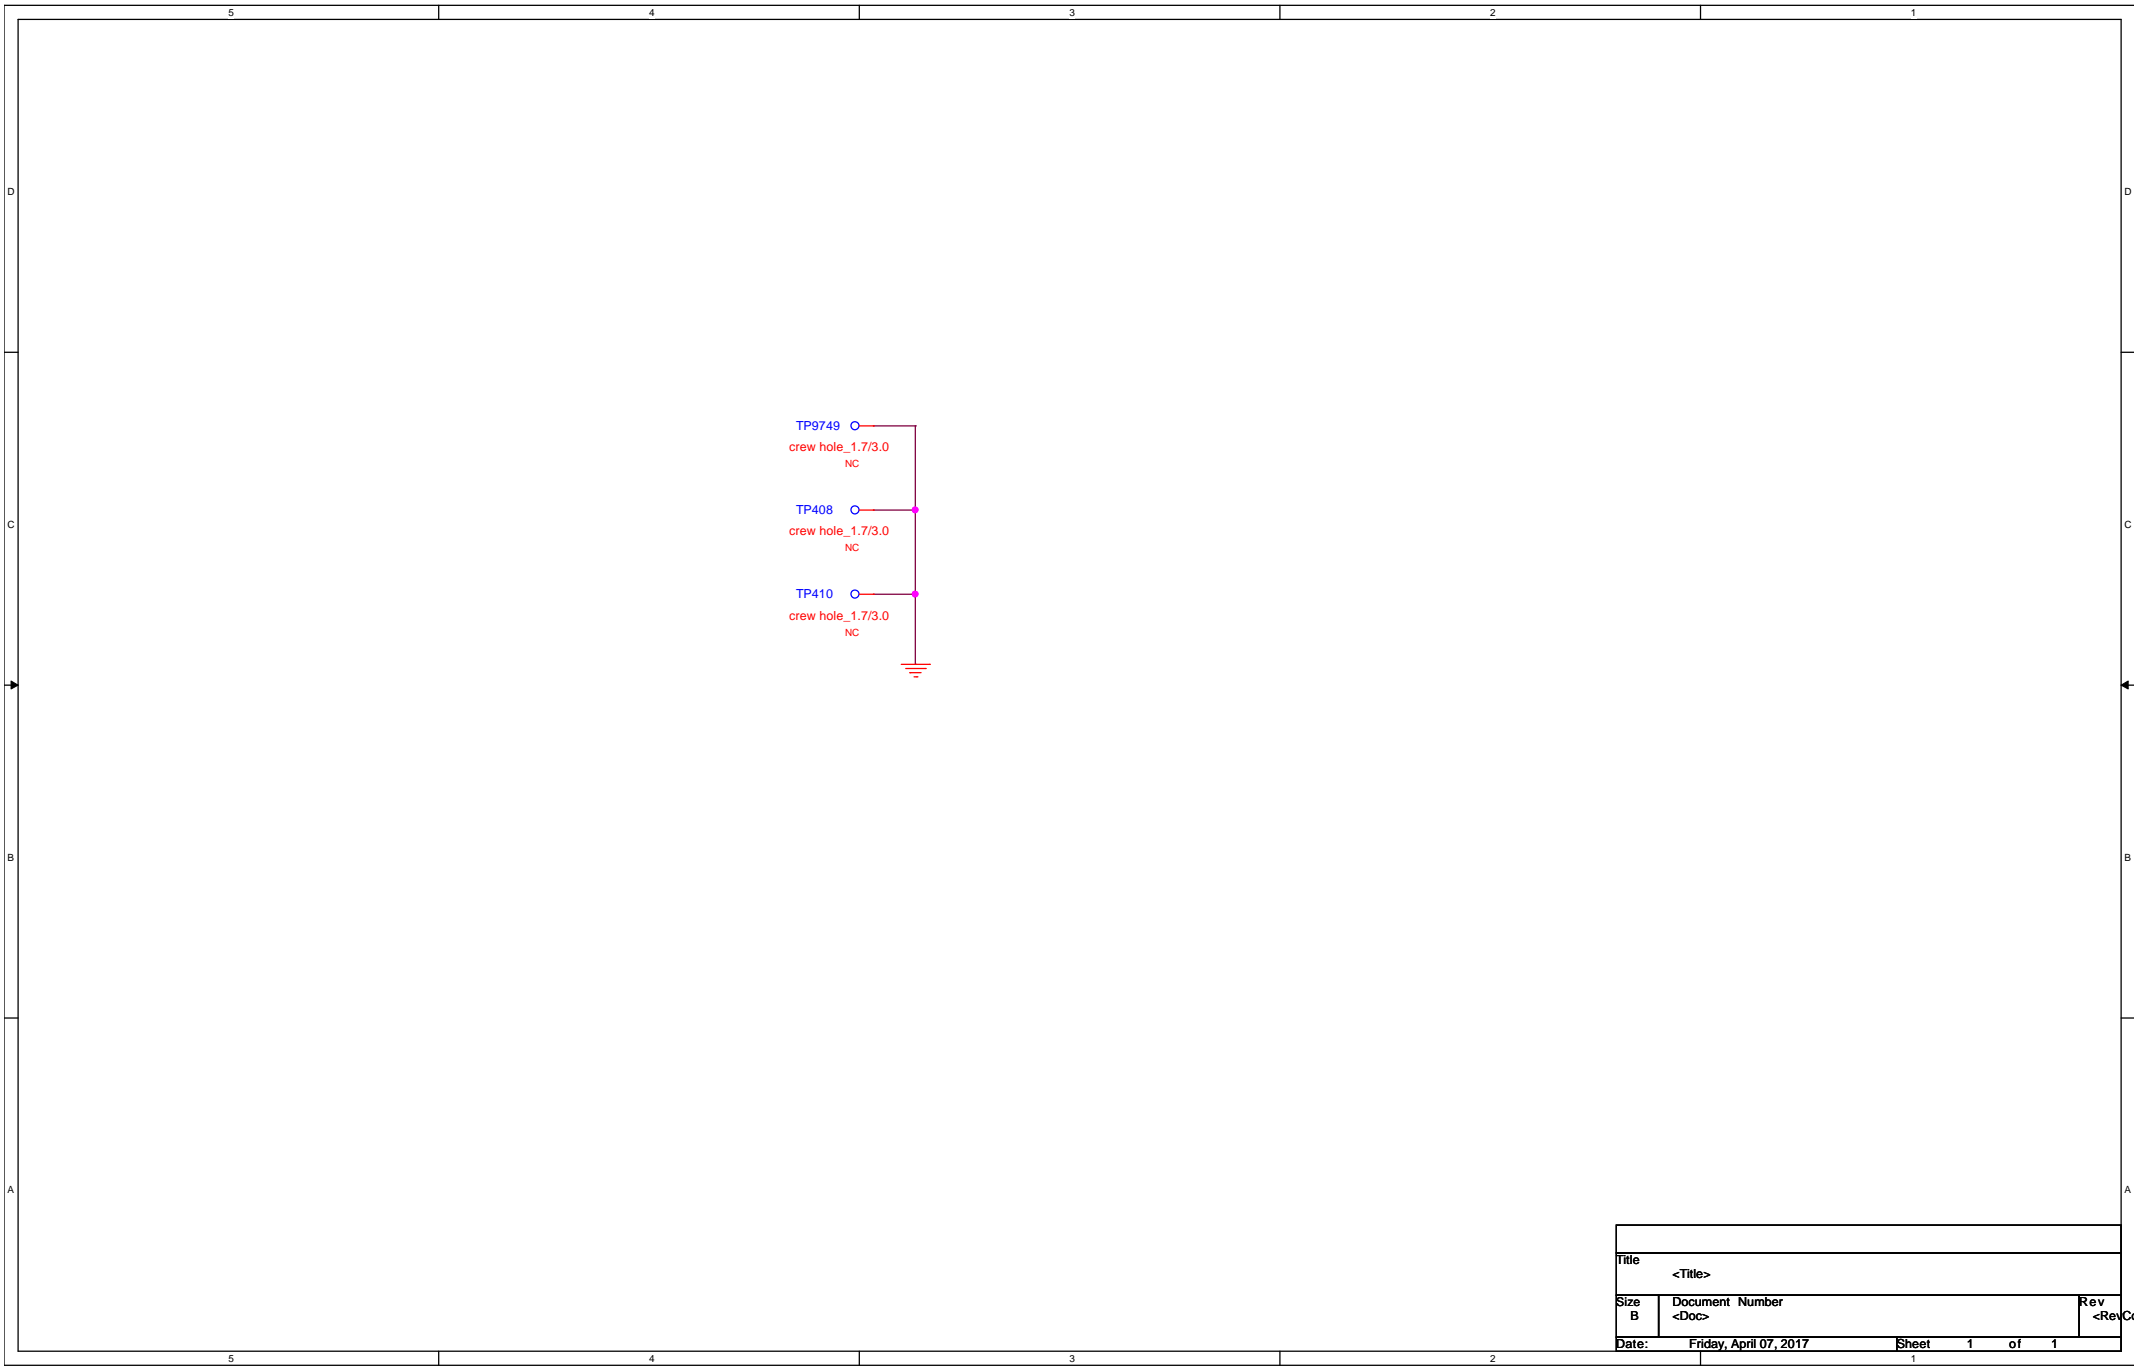 5 4 3 2 1
D D
TP9749
crew hole_1.7/3.0
NC
TP408
C C
crew hole_1.7/3.0
NC
TP410
crew hole_1.7/3.0
NC
B B
A A
Title
<Title>
Size Document Number Rev
B <Doc> <RevCo
Date: Friday, April 07, 2017 Sheet 1 of 1
5 4 3 2 1